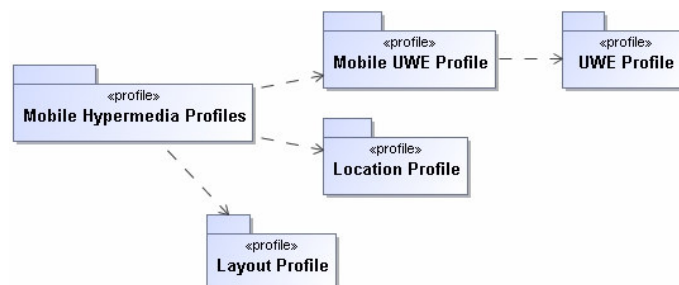 «profile»
Mobile UWE Profile
«profile»
UWE Profile
«profile»
Mobile Hypermedia Profiles
«profile»
Location Profile
«profile»
Layout Profile